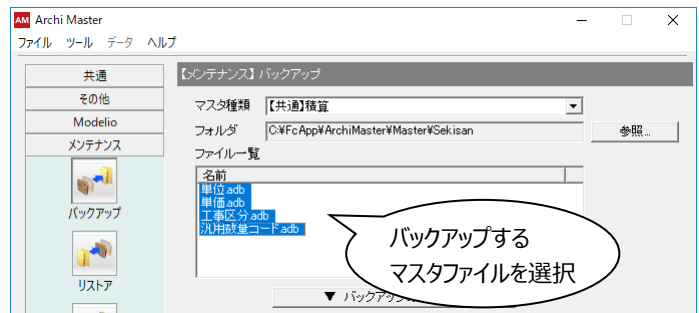 AM Archi Master
ファイル ツール データ ヘルプ
共通
その他
Modelio
メンテナンス
バックアップ
リストア
【メンテナンス】バックアップ
マスタ種類 【共通】積算
フォルダ C:¥FcApp¥ArchiMaster¥Master¥Sekisan 参照...
ファイル一覧
名前
単位.adb
単価.adb
工事区分.adb
汎用数量コード.adb
バックアップする
マスタファイルを選択
▼ バックアップ